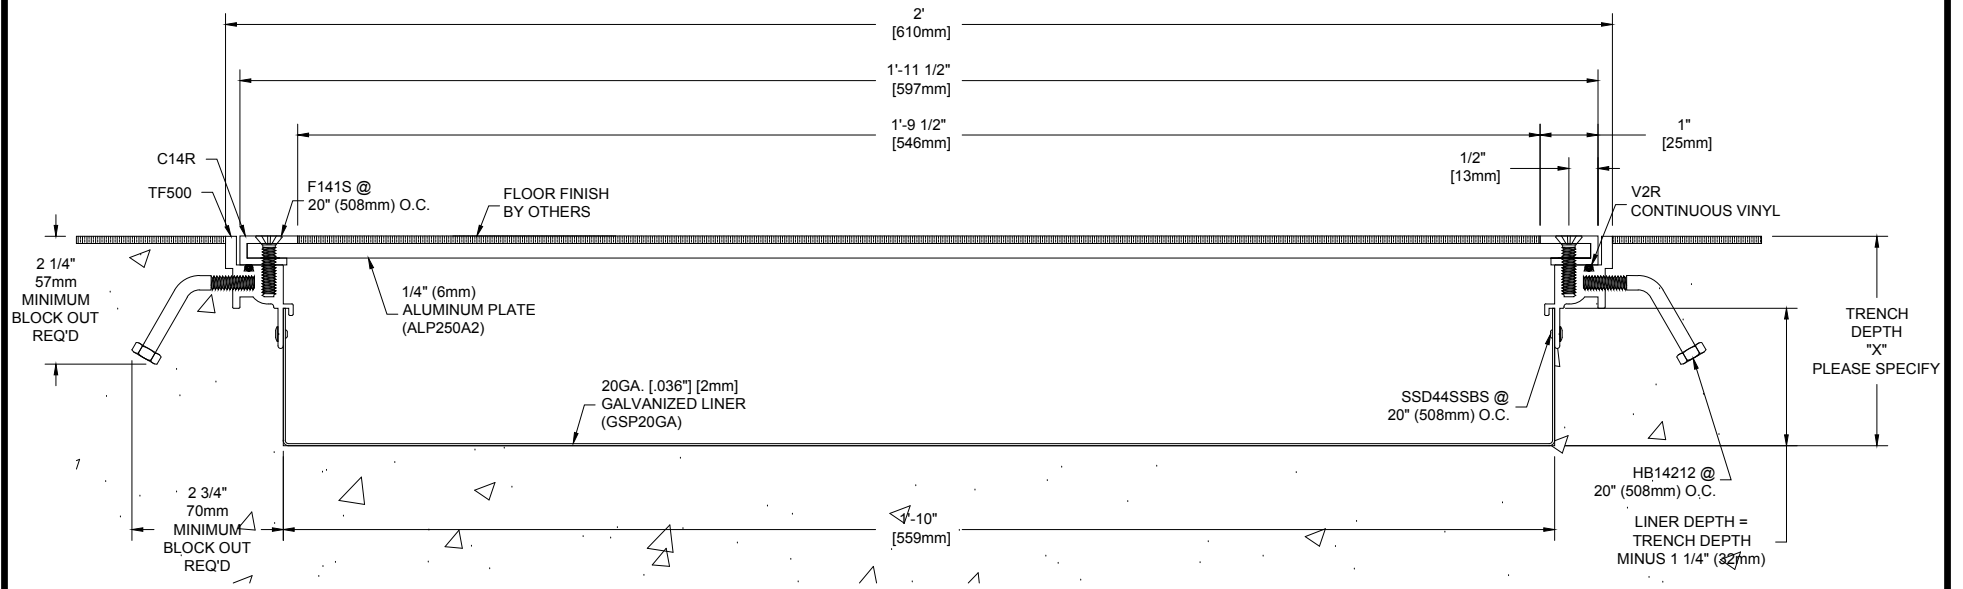 2'
[610mm]
1'-11 1/2"
[597mm]
1'-9 1/2"
[546mm]
1"
[25mm]
1/2"
[13mm]
C14R
TF500
F141S @
20" (508mm) O.C.
FLOOR FINISH
BY OTHERS
V2R
CONTINUOUS VINYL
2 1/4"
57mm
MINIMUM
BLOCK OUT
REQ'D
1/4" (6mm)
ALUMINUM PLATE
(ALP250A2)
TRENCH
DEPTH
"X"
PLEASE SPECIFY
20GA. [.036"] [2mm]
GALVANIZED LINER
(GSP20GA)
SSD44SSBS @
20" (508mm) O.C.
HB14212 @
20" (508mm) O.C.
2 3/4"
70mm
MINIMUM
BLOCK OUT
REQ'D
1'-10"
[559mm]
LINER DEPTH =
TRENCH DEPTH
MINUS 1 1/4" (32mm)